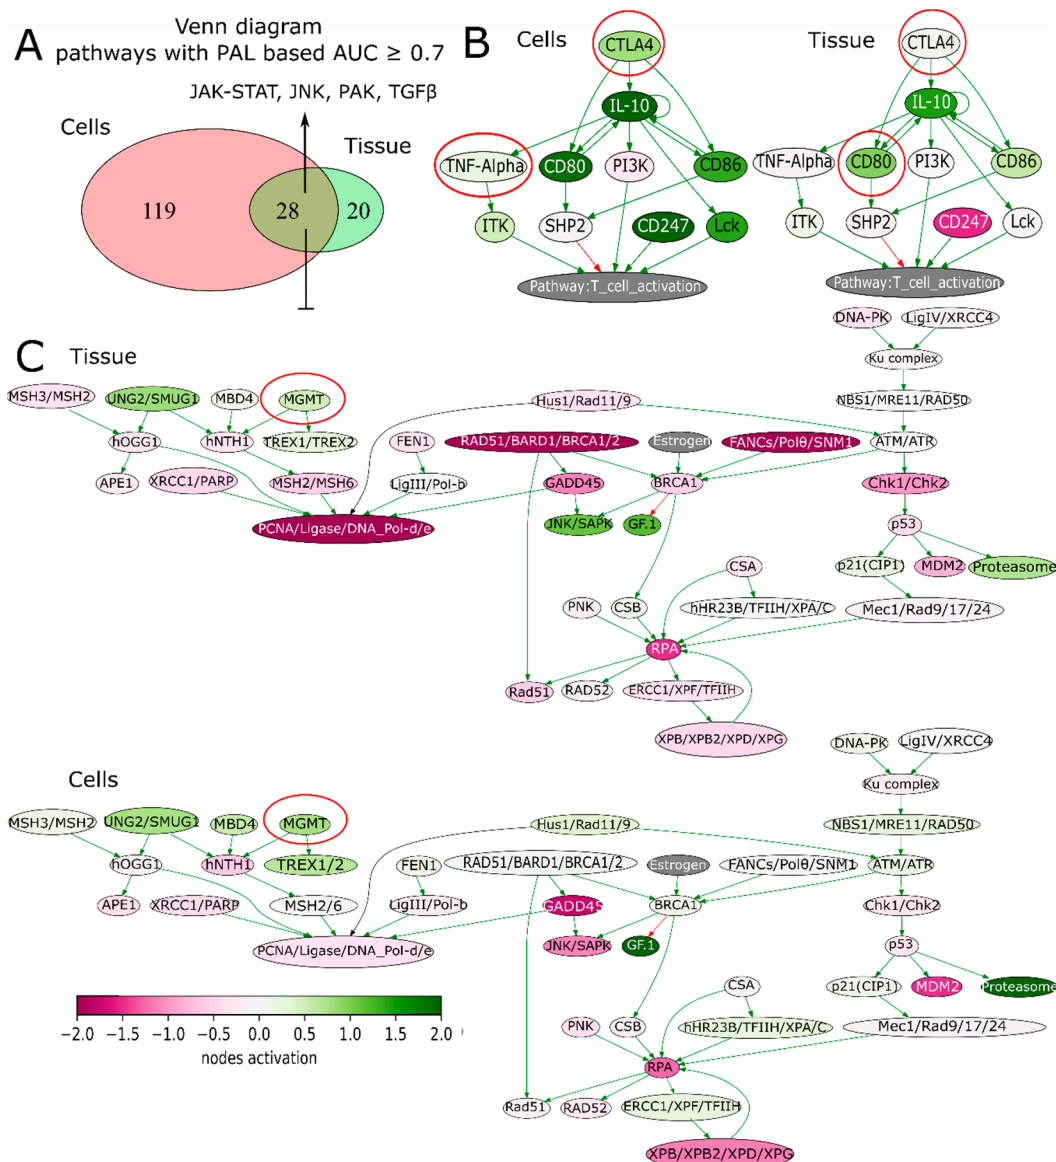 A
Venn diagram
pathways with PAL based AUC ≥ 0.7
JAK-STAT, JNK, PAK, TGFβ
Cells
Tissue
119
28
20
B
Cells
CTLA4
IL-10
TNF-Alpha
CD80
PI3K
CD86
ITK
SHP2
CD247
Lck
Pathway:T_cell_activation
Tissue
CTLA4
IL-10
TNF-Alpha
CD80
PI3K
CD86
ITK
SHP2
CD247
Lck
Pathway:T_cell_activation
C
Tissue
DNA-PK
LigIV/XRCC4
Ku complex
MSH3/MSH2
UNG2/SMUG1
MBD4
MGMT
Hus1/Rad11/9
NBS1/MRE11/RAD50
hOGG1
hNTH1
TREX1/TREX2
FEN1
RAD51/BARD1/BRCA1/2
Estrogen
FANCs/Polθ/SNM1
ATM/ATR
APE1
XRCC1/PARP
MSH2/MSH6
LigIII/Pol-b
GADD45
BRCA1
Chk1/Chk2
PCNA/Ligase/DNA_Pol-d/e
JNK/SAPK
GF.1
p53
p21(CIP1)
MDM2
Proteasome
CSA
PNK
CSB
hHR23B/TFIIH/XPA/C
Mec1/Rad9/17/24
RPA
Rad51
RAD52
ERCC1/XPF/TFIIH
XPB/XPB2/XPD/XPG
Cells
DNA-PK
LigIV/XRCC4
Ku complex
MSH3/MSH2
UNG2/SMUG1
MBD4
MGMT
Hus1/Rad11/9
NBS1/MRE11/RAD50
hOGG1
hNTH1
TREX1/2
FEN1
RAD51/BARD1/BRCA1/2
Estrogen
FANCs/Polθ/SNM1
ATM/ATR
APE1
XRCC1/PARP
MSH2/6
LigIII/Pol-b
GADD45
BRCA1
Chk1/Chk2
PCNA/Ligase/DNA_Pol-d/e
JNK/SAPK
GF.1
p53
p21(CIP1)
MDM2
Proteasome
CSA
PNK
CSB
hHR23B/TFIIH/XPA/C
Mec1/Rad9/17/24
RPA
Rad51
RAD52
ERCC1/XPF/TFIIH
XPB/XPB2/XPD/XPG
−2.0 −1.5 −1.0 −0.5 0.0 0.5 1.0 1.5 2.0
nodes activation